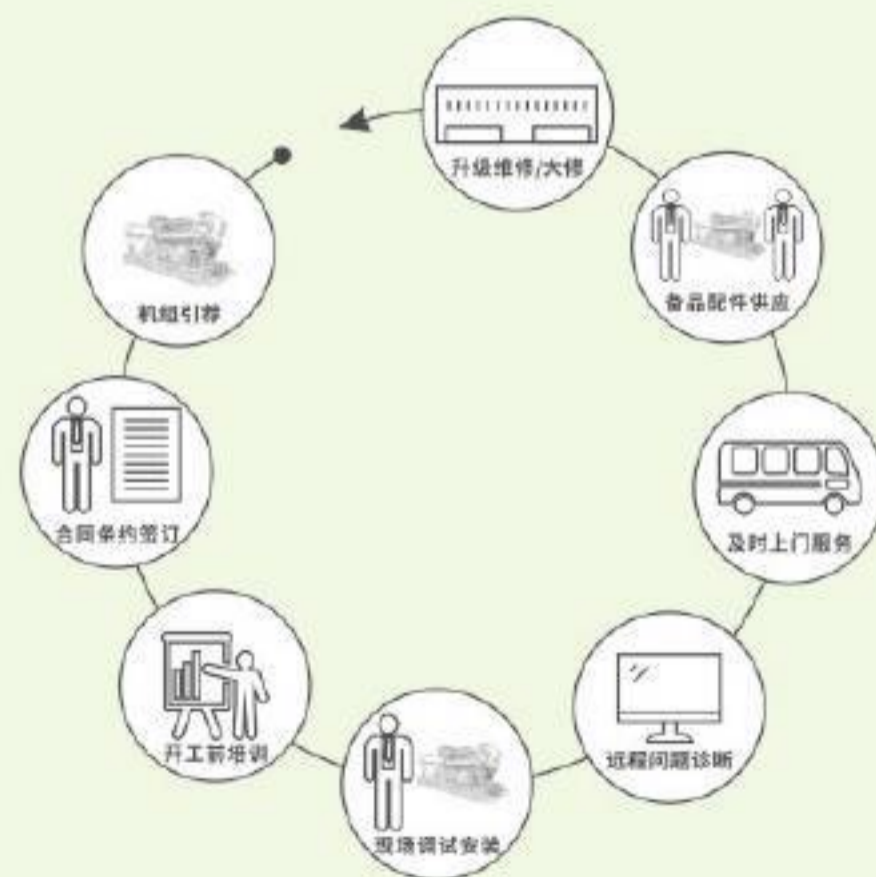 机组引荐
合同条约签订
开工前培训
现场调试安装
远程问题诊断
及时上门服务
备品配件供应
升级维修/大修